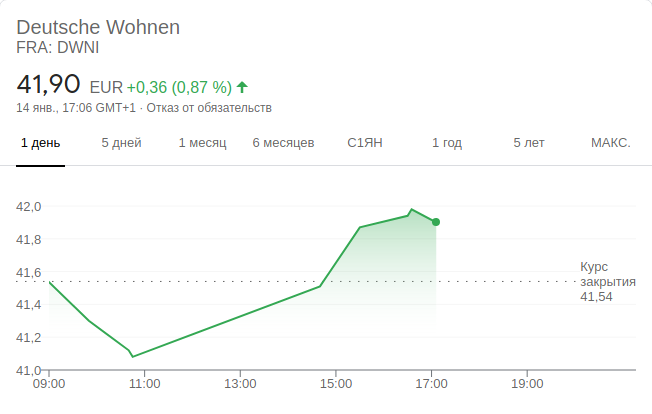 Deutsche Wohnen
FRA: DWNI
41,90 EUR +0,36 (0,87 %)
14 янв., 17:06 GMT+1 · Отказ от обязательств
1 день 5 дней 1 месяц 6 месяцев С1ЯН 1 год 5 лет МАКС.
42,0
41,8
41,6
41,4
41,2
41,0
Курс
закрытия
41,54
09:00 11:00 13:00 15:00 17:00 19:00